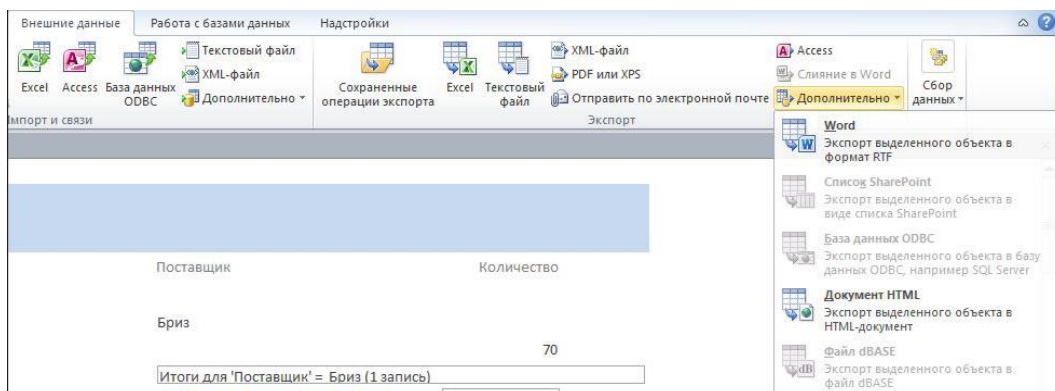 Внешние данные Работа с базами данных Надстройки
Excel
Access
База данных
ODBC
Текстовый файл
XML-файл
Дополнительно
Сохраненные
операции экспорта
Excel
Текстовый
файл
XML-файл
PDF или XPS
Отправить по электронной почте
Access
Слияние в Word
Дополнительно
Сбор
данных
мпорт и связи
Экспорт
Word
Экспорт выделенного объекта в
формат RTF
Список SharePoint
Экспорт выделенного объекта в
виде списка SharePoint
База данных ODBC
Экспорт выделенного объекта в базу
данных ODBC, например SQL Server
Документ HTML
Экспорт выделенного объекта в
HTML-документ
Файл dBASE
Экспорт выделенного объекта в
файл dBASE
Поставщик Количество
Бриз
70
Итоги для 'Поставщик' = Бриз (1 запись)